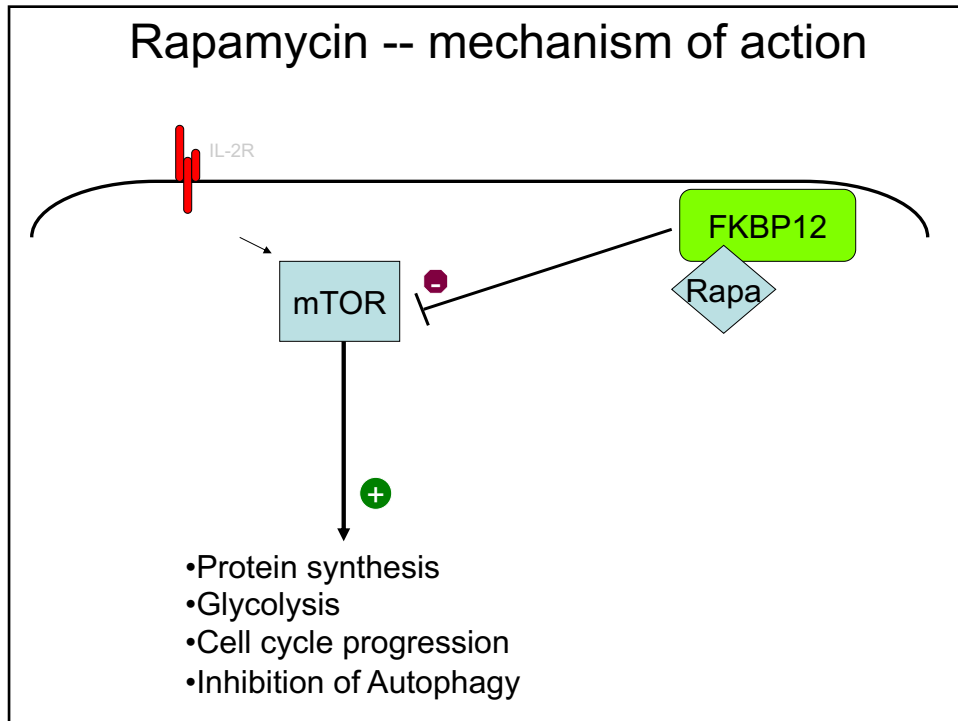 Rapamycin -- mechanism of action
IL-2R
FKBP12
Rapa
mTOR
-
+
•Protein synthesis
•Glycolysis
•Cell cycle progression
•Inhibition of Autophagy